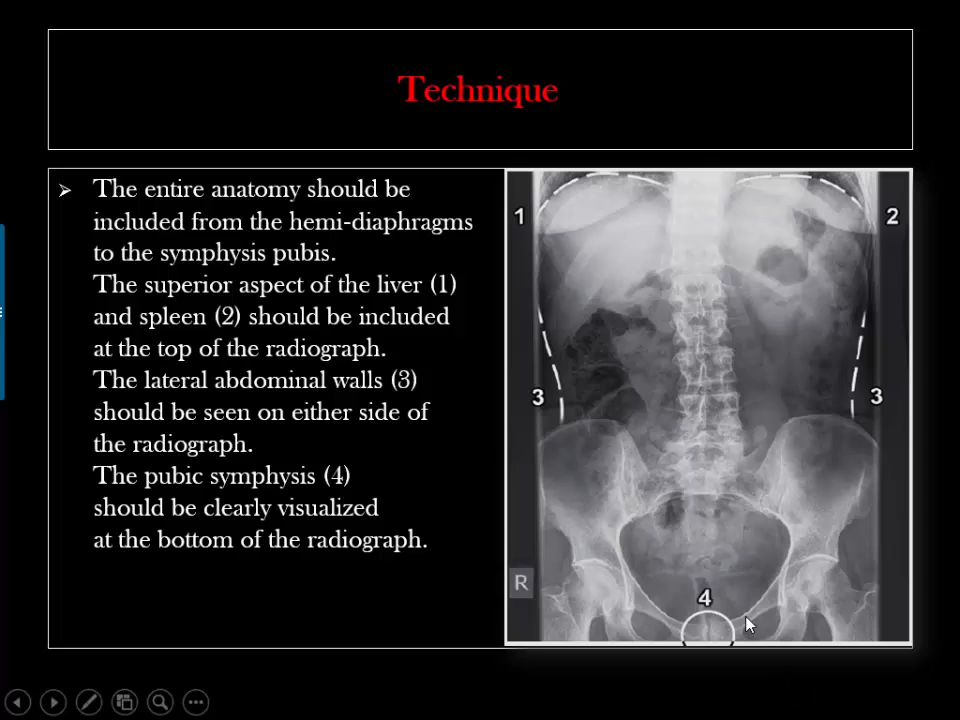 Technique
The entire anatomy should be
included from the hemi-diaphragms
to the symphysis pubis.
The superior aspect of the liver (1)
and spleen (2) should be included
at the top of the radiograph.
The lateral abdominal walls (3)
should be seen on either side of
the radiograph.
The pubic symphysis (4)
should be clearly visualized
at the bottom of the radiograph.
1
2
3
3
R
4